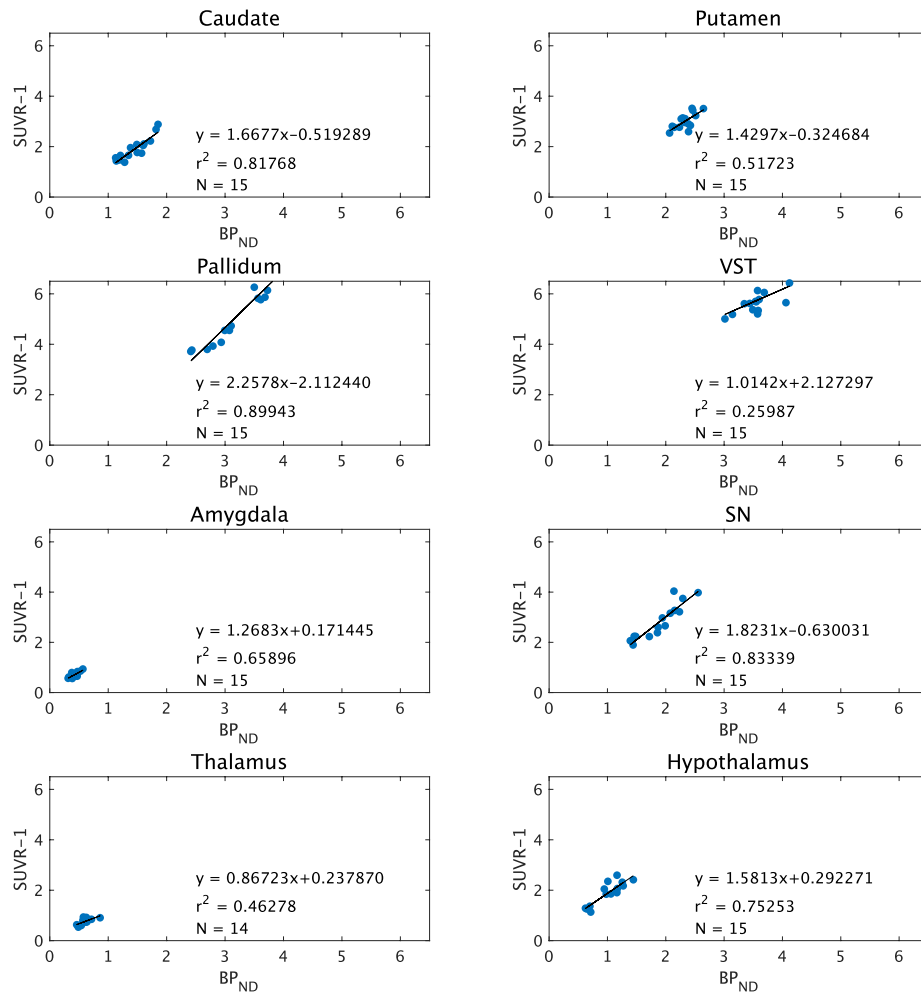 Caudate
6
4
2
0
SUVR-1
y = 1.6677x−0.519289
r² = 0.81768
N = 15
0 1 2 3 4 5 6
BP_ND
Putamen
6
4
2
0
SUVR-1
y = 1.4297x−0.324684
r² = 0.51723
N = 15
0 1 2 3 4 5 6
BP_ND
Pallidum
6
4
2
0
SUVR-1
y = 2.2578x−2.112440
r² = 0.89943
N = 15
0 1 2 3 4 5 6
BP_ND
VST
6
4
2
0
SUVR-1
y = 1.0142x+2.127297
r² = 0.25987
N = 15
0 1 2 3 4 5 6
BP_ND
Amygdala
6
4
2
0
SUVR-1
y = 1.2683x+0.171445
r² = 0.65896
N = 15
0 1 2 3 4 5 6
BP_ND
SN
6
4
2
0
SUVR-1
y = 1.8231x−0.630031
r² = 0.83339
N = 15
0 1 2 3 4 5 6
BP_ND
Thalamus
6
4
2
0
SUVR-1
y = 0.86723x+0.237870
r² = 0.46278
N = 14
0 1 2 3 4 5 6
BP_ND
Hypothalamus
6
4
2
0
SUVR-1
y = 1.5813x+0.292271
r² = 0.75253
N = 15
0 1 2 3 4 5 6
BP_ND